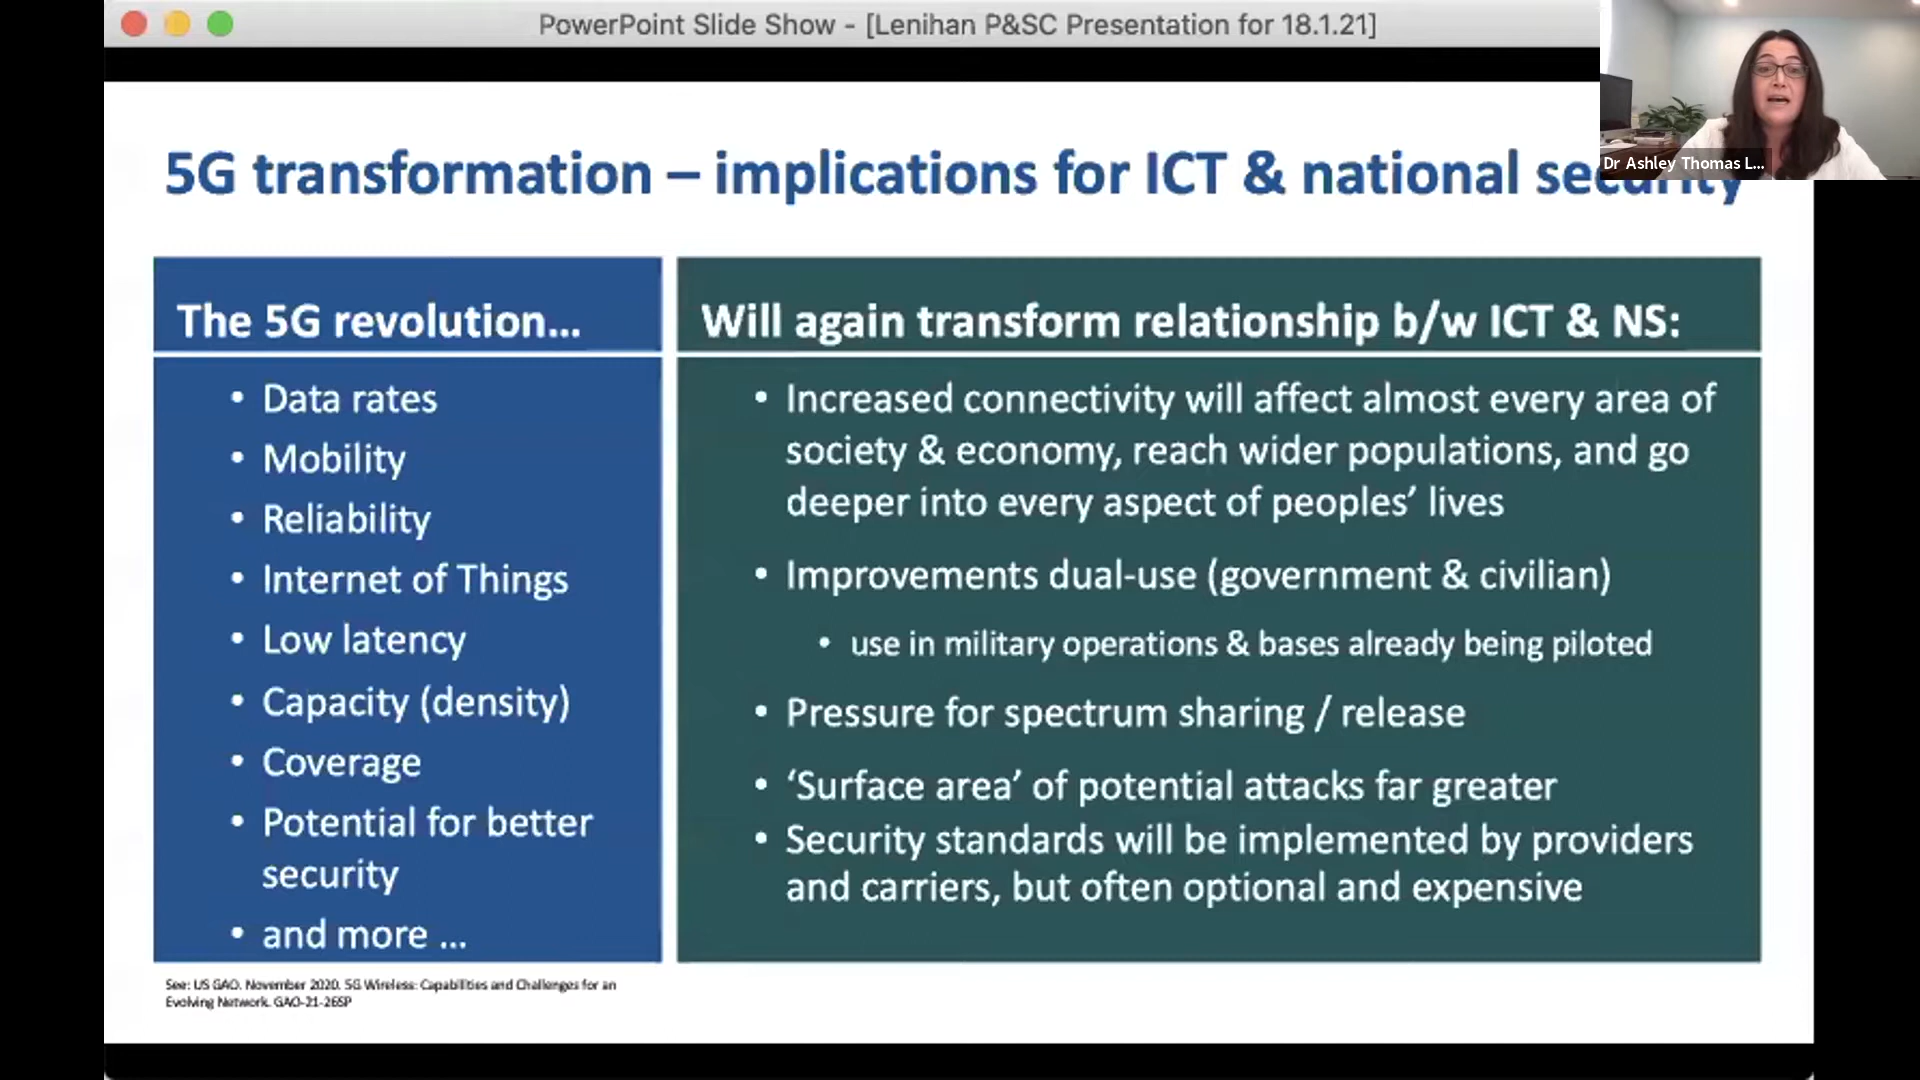 PowerPoint Slide Show - [Lenihan P&SC Presentation for 18.1.21]
Dr Ashley Thomas L...
5G transformation – implications for ICT & national security
The 5G revolution...
• Data rates
• Mobility
• Reliability
• Internet of Things
• Low latency
• Capacity (density)
• Coverage
• Potential for better
security
• and more ...
Will again transform relationship b/w ICT & NS:
• Increased connectivity will affect almost every area of
society & economy, reach wider populations, and go
deeper into every aspect of peoples’ lives
• Improvements dual-use (government & civilian)
• use in military operations & bases already being piloted
• Pressure for spectrum sharing / release
• ‘Surface area’ of potential attacks far greater
• Security standards will be implemented by providers
and carriers, but often optional and expensive
See: US GAO. November 2020. 5G Wireless: Capabilities and Challenges for an
Evolving Network. GAO-21-26SP